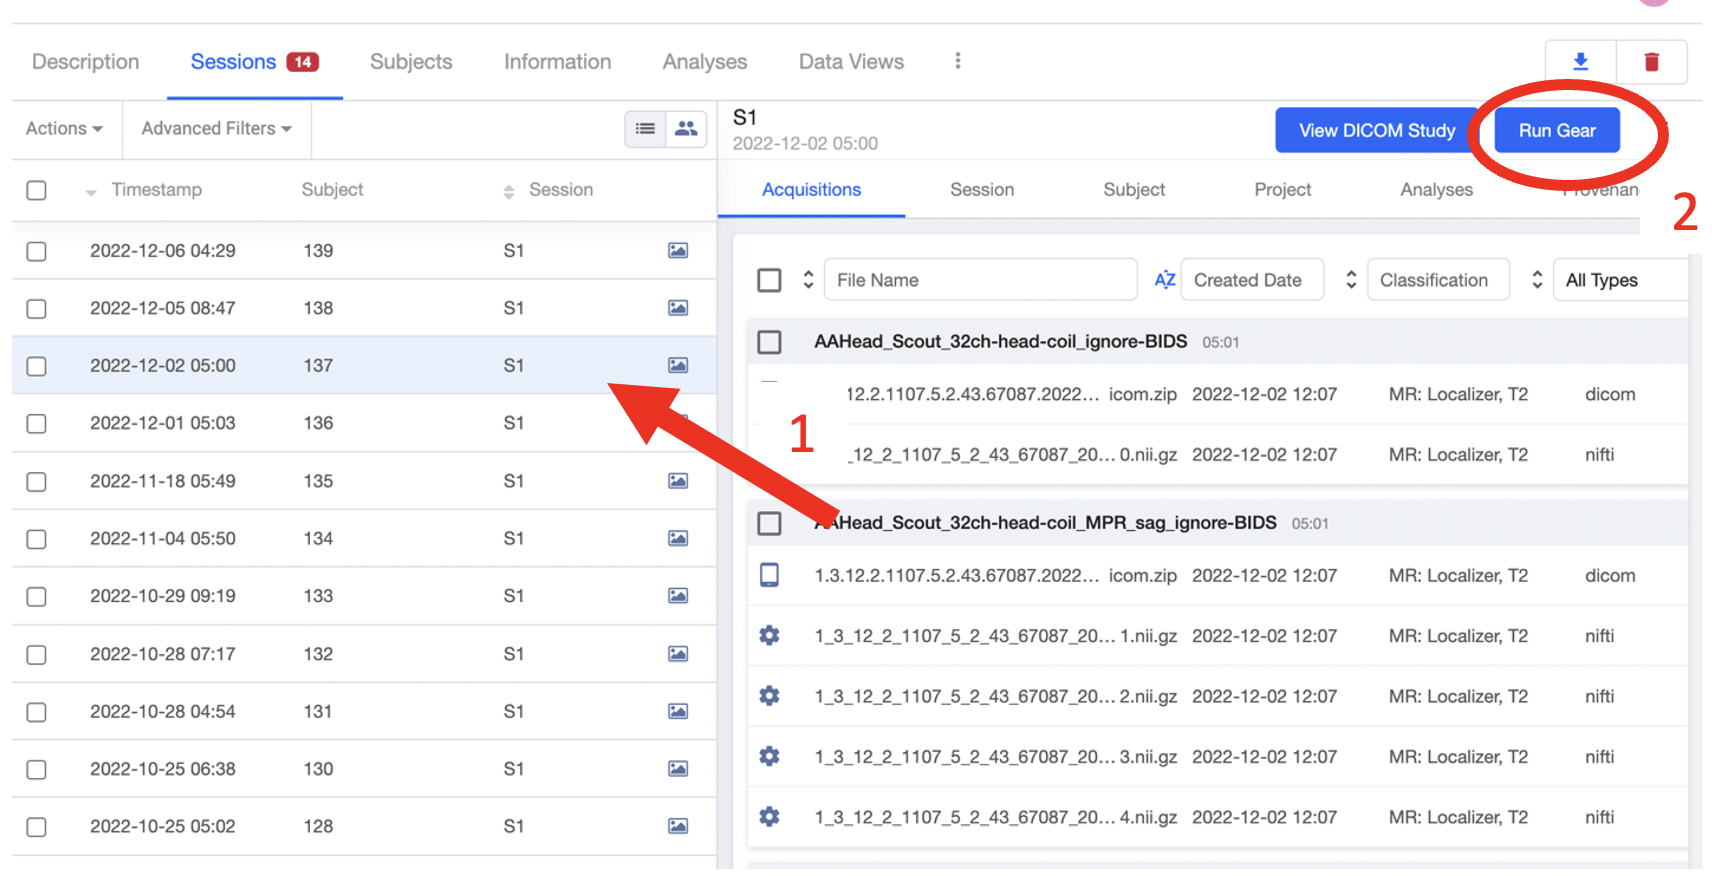 Description Sessions 14 Subjects Information Analyses Data Views
Actions Advanced Filters
S1
2022-12-02 05:00
View DICOM Study Run Gear
Timestamp Subject Session
Acquisitions Session Subject Project Analyses Provenan
2
2022-12-06 04:29 139 S1
2022-12-05 08:47 138 S1
2022-12-02 05:00 137 S1
2022-12-01 05:03 136 S1
2022-11-18 05:49 135 S1
2022-11-04 05:50 134 S1
2022-10-29 09:19 133 S1
2022-10-28 07:17 132 S1
2022-10-28 04:54 131 S1
2022-10-25 06:38 130 S1
2022-10-25 05:02 128 S1
File Name AZ Created Date Classification All Types
AAHead_Scout_32ch-head-coil_ignore-BIDS 05:01
12.2.1107.5.2.43.67087.2022... icom.zip 2022-12-02 12:07 MR: Localizer, T2 dicom
1
_12_2_1107_5_2_43_67087_20... 0.nii.gz 2022-12-02 12:07 MR: Localizer, T2 nifti
AAHead_Scout_32ch-head-coil_MPR_sag_ignore-BIDS 05:01
1.3.12.2.1107.5.2.43.67087.2022... icom.zip 2022-12-02 12:07 MR: Localizer, T2 dicom
1_3_12_2_1107_5_2_43_67087_20... 1.nii.gz 2022-12-02 12:07 MR: Localizer, T2 nifti
1_3_12_2_1107_5_2_43_67087_20... 2.nii.gz 2022-12-02 12:07 MR: Localizer, T2 nifti
1_3_12_2_1107_5_2_43_67087_20... 3.nii.gz 2022-12-02 12:07 MR: Localizer, T2 nifti
1_3_12_2_1107_5_2_43_67087_20... 4.nii.gz 2022-12-02 12:07 MR: Localizer, T2 nifti